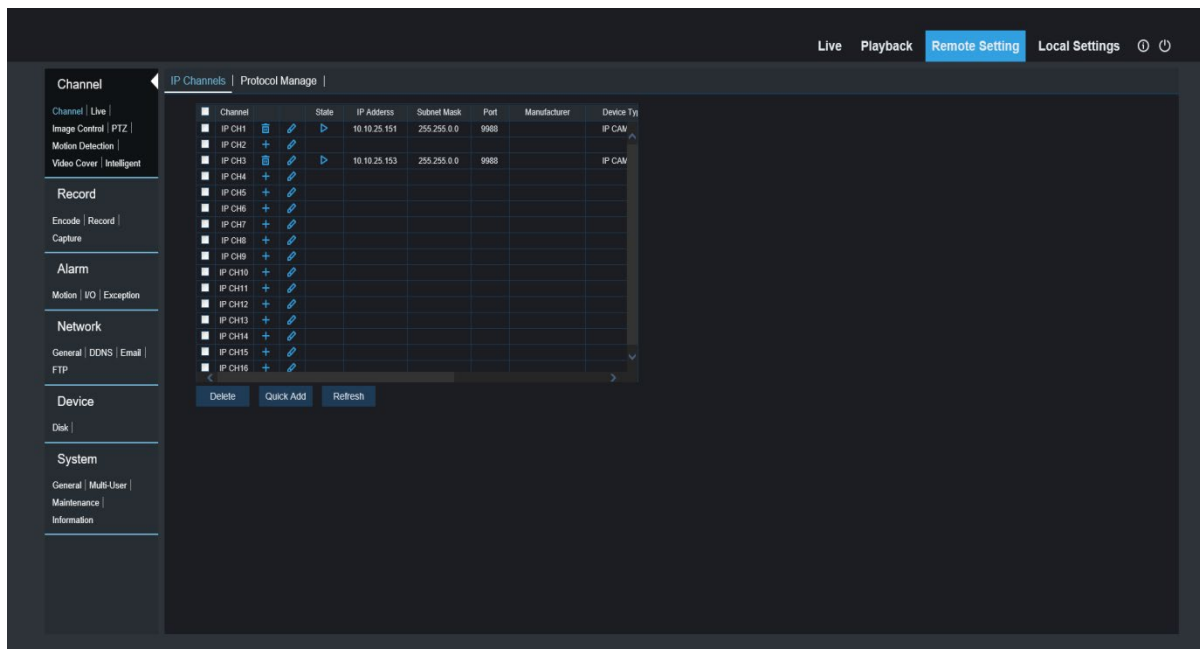 Live Playback Remote Setting Local Settings
Channel
Channel | Live |
Image Control | PTZ |
Motion Detection |
Video Cover | Intelligent
Record
Encode | Record |
Capture
Alarm
Motion | I/O | Exception
Network
General | DDNS | Email |
FTP
Device
Disk |
System
General | Multi-User |
Maintenance |
Information
IP Channels | Protocol Manage |
Channel State IP Adderss Subnet Mask Port Manufacturer Device Ty
IP CH1 10.10.25.151 255.255.0.0 9988 IP CAM
IP CH2 +
IP CH3 10.10.25.153 255.255.0.0 9988 IP CAM
IP CH4 +
IP CH5 +
IP CH6 +
IP CH7 +
IP CH8 +
IP CH9 +
IP CH10 +
IP CH11 +
IP CH12 +
IP CH13 +
IP CH14 +
IP CH15 +
IP CH16 +
Delete Quick Add Refresh